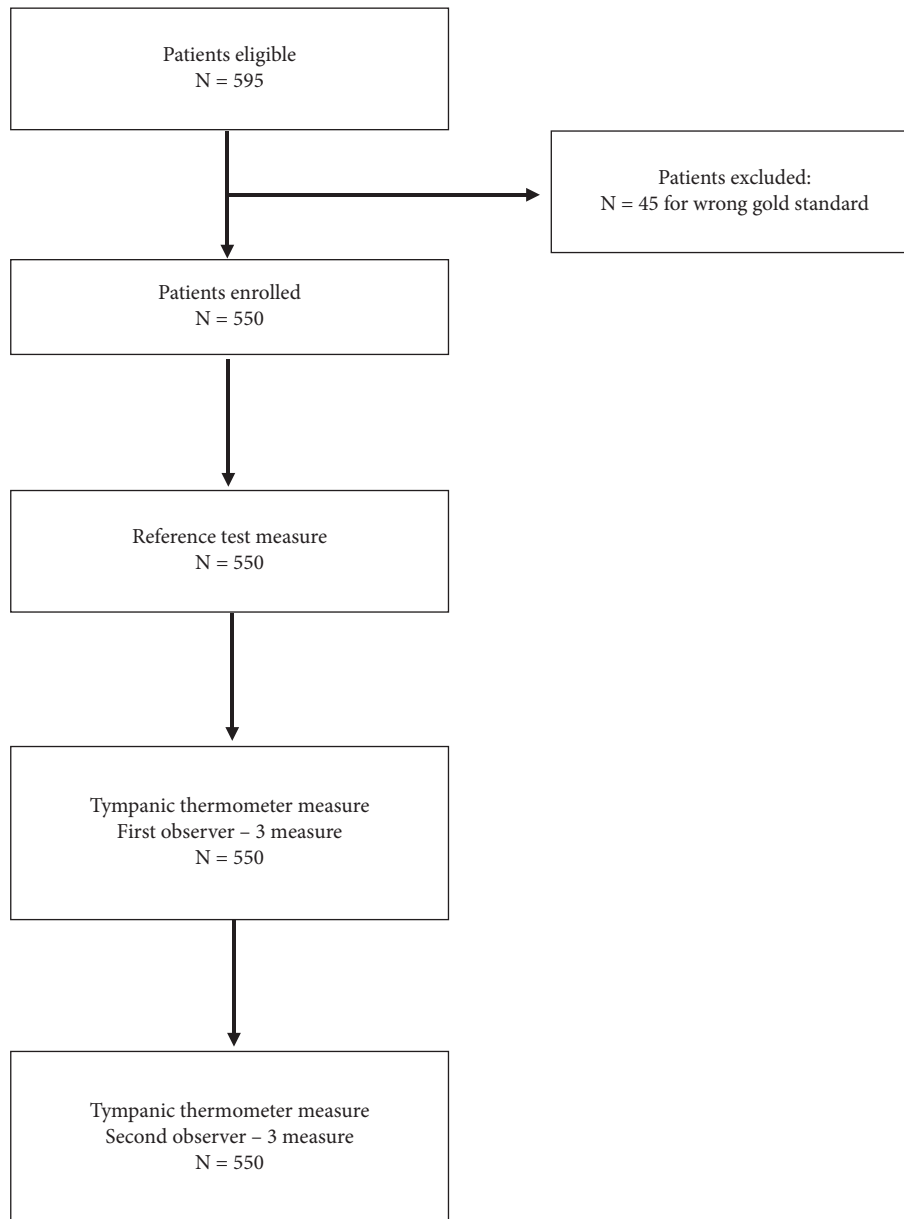 Patients eligible
N = 595
Patients excluded:
N = 45 for wrong gold standard
Patients enrolled
N = 550
Reference test measure
N = 550
Tympanic thermometer measure
First observer – 3 measure
N = 550
Tympanic thermometer measure
Second observer – 3 measure
N = 550